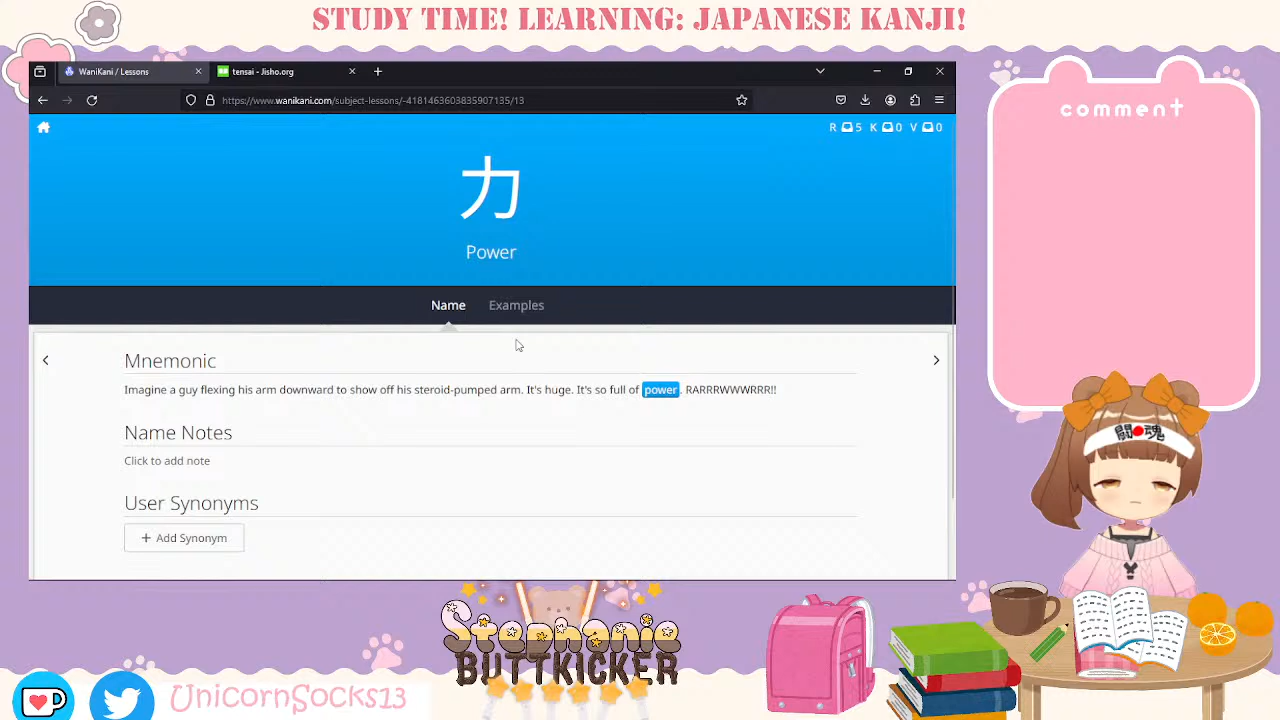 STUDY TIME! LEARNING: JAPANESE KANJI!
WaniKani / Lessons
tensai - Jisho.org
https://www.wanikani.com/subject-lessons/-4181463603835907135/13
R 5 K 0 V 0
力
Power
Name Examples
Mnemonic
Imagine a guy flexing his arm downward to show off his steroid-pumped arm. It's huge. It's so full of power. RARRRWWWRRR!!
Name Notes
Click to add note
User Synonyms
+ Add Synonym
comment
闘魂
Stephanie
BUTTKICKER
UNICORNSOCKS13